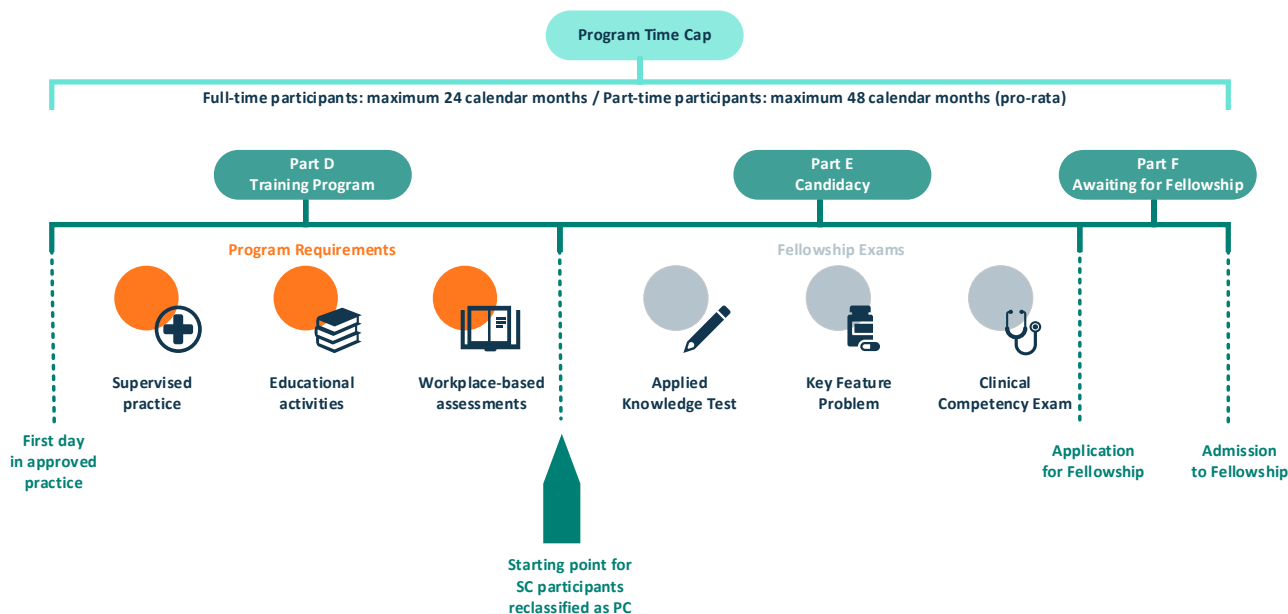 Program Time Cap
Full-time participants: maximum 24 calendar months / Part-time participants: maximum 48 calendar months (pro-rata)
Part D
Training Program
Part E
Candidacy
Part F
Awaiting for Fellowship
Program Requirements
Fellowship Exams
Supervised
practice
Educational
activities
Workplace-based
assessments
Applied
Knowledge Test
Key Feature
Problem
Clinical
Competency Exam
First day
in approved
practice
Application
for Fellowship
Admission
to Fellowship
Starting point for
SC participants
reclassified as PC